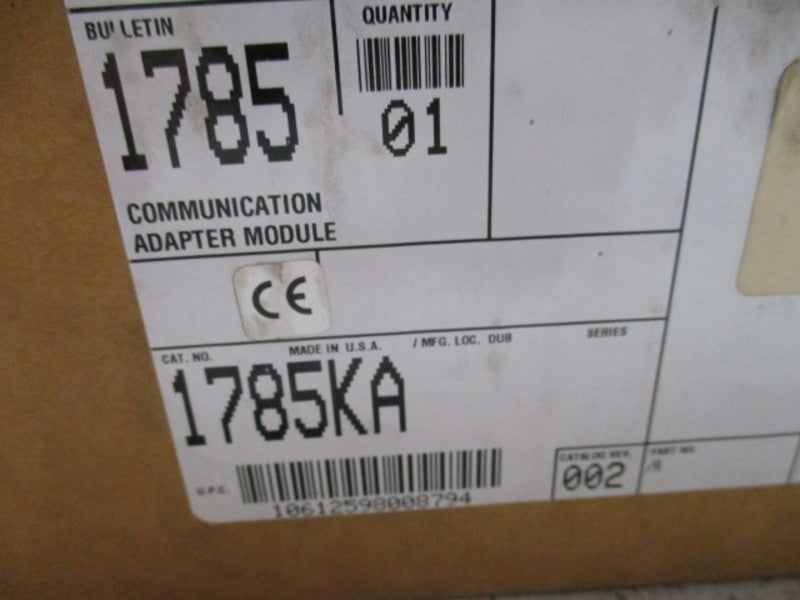 BULLETIN
QUANTITY
1785
01
COMMUNICATION
ADAPTER MODULE
CE
CAT. NO.
MADE IN U.S.A.
/ MFG. LOC. DUB
SERIES
1785KA
U.P.C.
10612598008794
CATALOG REV.
002
PART NO.